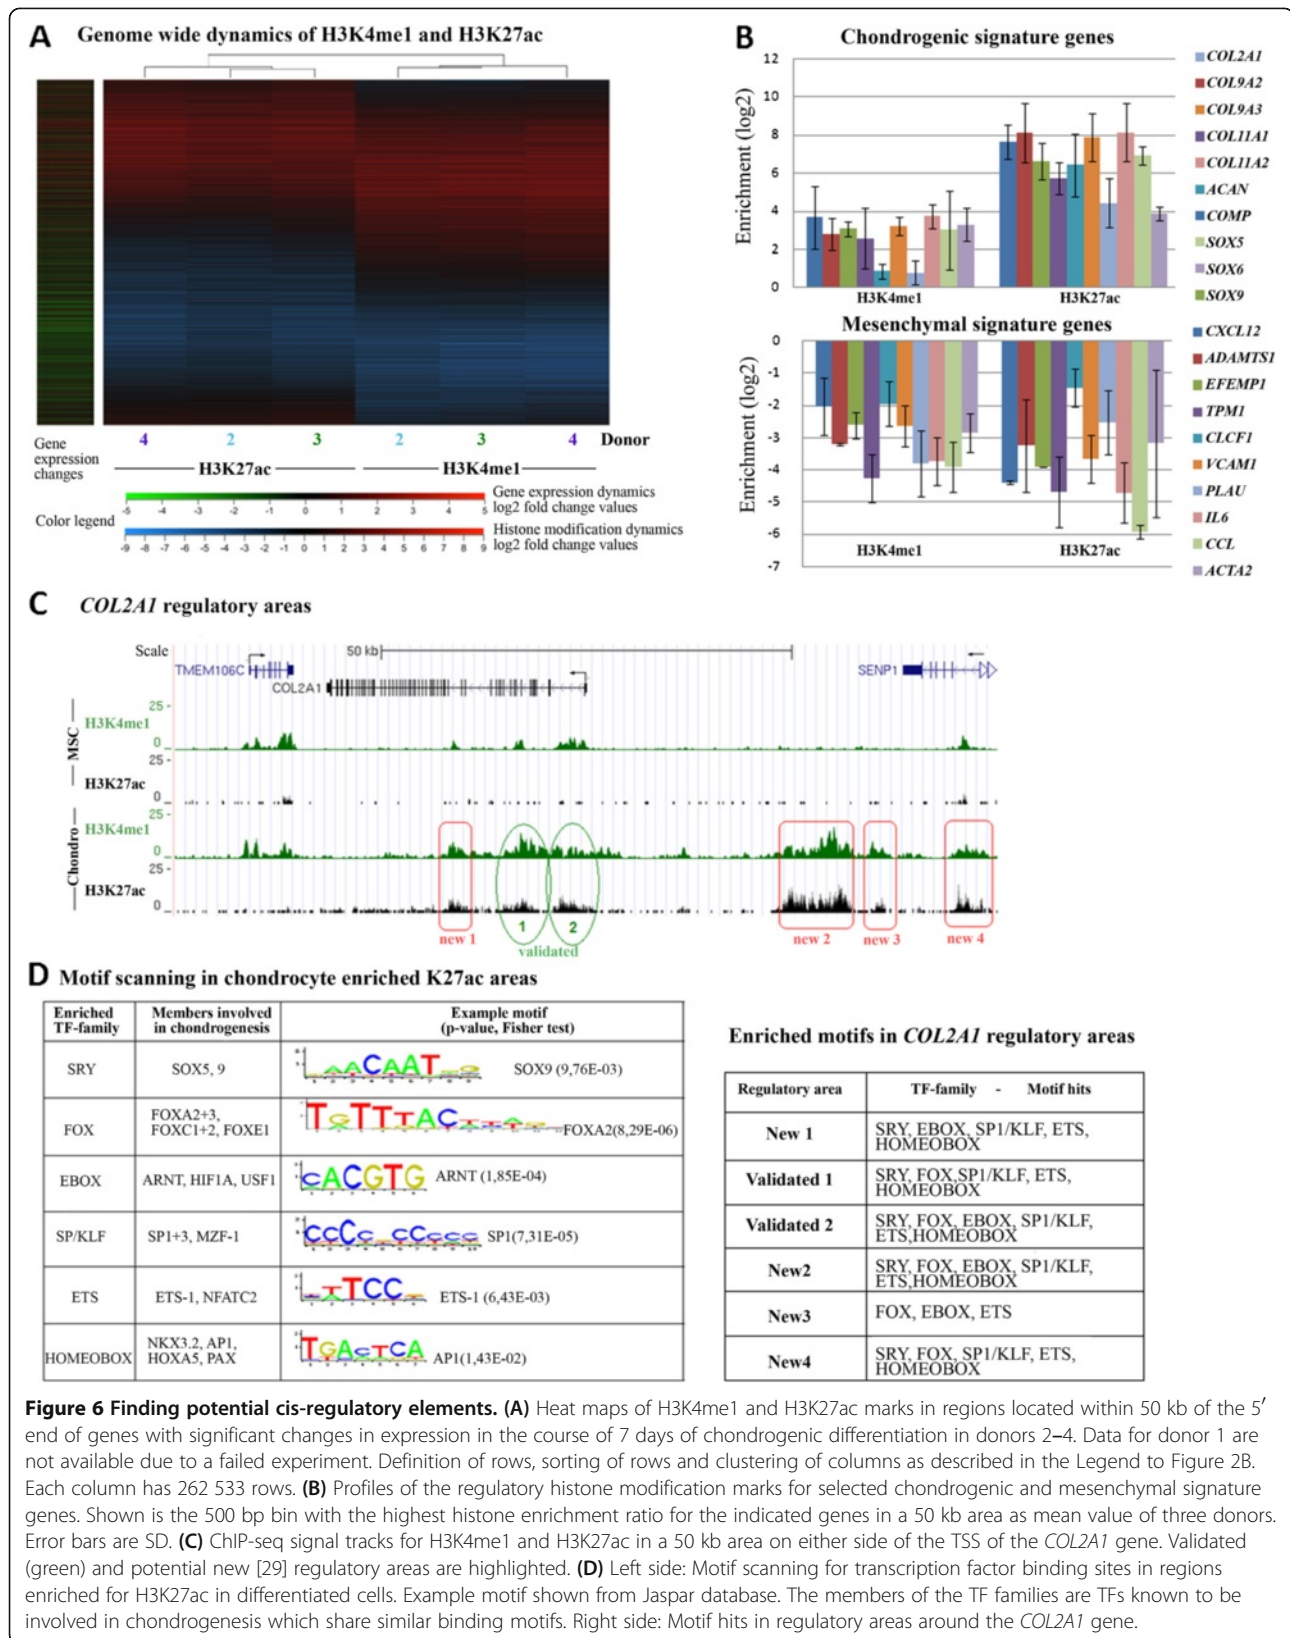 A Genome wide dynamics of H3K4me1 and H3K27ac
4 2 3 2 3 4 Donor
Gene
expression
changes
H3K27ac H3K4me1
Color legend
-5 -4 -3 -2 -1 0 1 2 3 4 5
Gene expression dynamics
log2 fold change values
-9 -8 -7 -5 -4 -3 -2 -1 0 1 2 3 4 5 7 8 9
Histone modification dynamics
log2 fold change values
B Chondrogenic signature genes
Enrichment (log2)
12
10
8
6
4
2
0
H3K4me1 H3K27ac
COL2A1
COL9A2
COL9A3
COL11A1
COL11A2
ACAN
COMP
SOX5
SOX6
SOX9
Mesenchymal signature genes
Enrichment (log2)
0
-1
-2
-3
-4
-5
-6
-7
H3K4me1 H3K27ac
CXCL12
ADAMTS1
EFEMP1
TPM1
CLCF1
VCAM1
PLAU
IL6
CCL
ACTA2
C COL2A1 regulatory areas
Scale 50 kb
TMEM106C SENP1
COL2A1
MSC
25
H3K4me1
0
25
H3K27ac
0
Chondro
25
H3K4me1
0
25
H3K27ac
0
1 2
new 1 validated new 2 new 3 new 4
D Motif scanning in chondrocyte enriched K27ac areas
Enriched TF-family Members involved in chondrogenesis Example motif (p-value, Fisher test)
SRY SOX5, 9 SOX9 (9,76E-03)
FOX FOXA2+3, FOXC1+2, FOXE1 FOXA2(8,29E-06)
EBOX ARNT, HIF1A, USF1 CACGTG ARNT (1,85E-04)
SP/KLF SP1+3, MZF-1 SP1(7,31E-05)
ETS ETS-1, NFATC2 ETS-1 (6,43E-03)
HOMEOBOX NKX3.2, AP1, HOXA5, PAX TGACTCA AP1(1,43E-02)
Enriched motifs in COL2A1 regulatory areas
Regulatory area TF-family - Motif hits
New 1 SRY, EBOX, SP1/KLF, ETS, HOMEOBOX
Validated 1 SRY, FOX,SP1/KLF, ETS, HOMEOBOX
Validated 2 SRY, FOX, EBOX, SP1/KLF, ETS,HOMEOBOX
New2 SRY, FOX, EBOX, SP1/KLF, ETS,HOMEOBOX
New3 FOX, EBOX, ETS
New4 SRY, FOX, SP1/KLF, ETS, HOMEOBOX
Figure 6 Finding potential cis-regulatory elements. (A) Heat maps of H3K4me1 and H3K27ac marks in regions located within 50 kb of the 5′
end of genes with significant changes in expression in the course of 7 days of chondrogenic differentiation in donors 2–4. Data for donor 1 are
not available due to a failed experiment. Definition of rows, sorting of rows and clustering of columns as described in the Legend to Figure 2B.
Each column has 262 533 rows. (B) Profiles of the regulatory histone modification marks for selected chondrogenic and mesenchymal signature
genes. Shown is the 500 bp bin with the highest histone enrichment ratio for the indicated genes in a 50 kb area as mean value of three donors.
Error bars are SD. (C) ChIP-seq signal tracks for H3K4me1 and H3K27ac in a 50 kb area on either side of the TSS of the COL2A1 gene. Validated
(green) and potential new [29] regulatory areas are highlighted. (D) Left side: Motif scanning for transcription factor binding sites in regions
enriched for H3K27ac in differentiated cells. Example motif shown from Jaspar database. The members of the TF families are TFs known to be
involved in chondrogenesis which share similar binding motifs. Right side: Motif hits in regulatory areas around the COL2A1 gene.